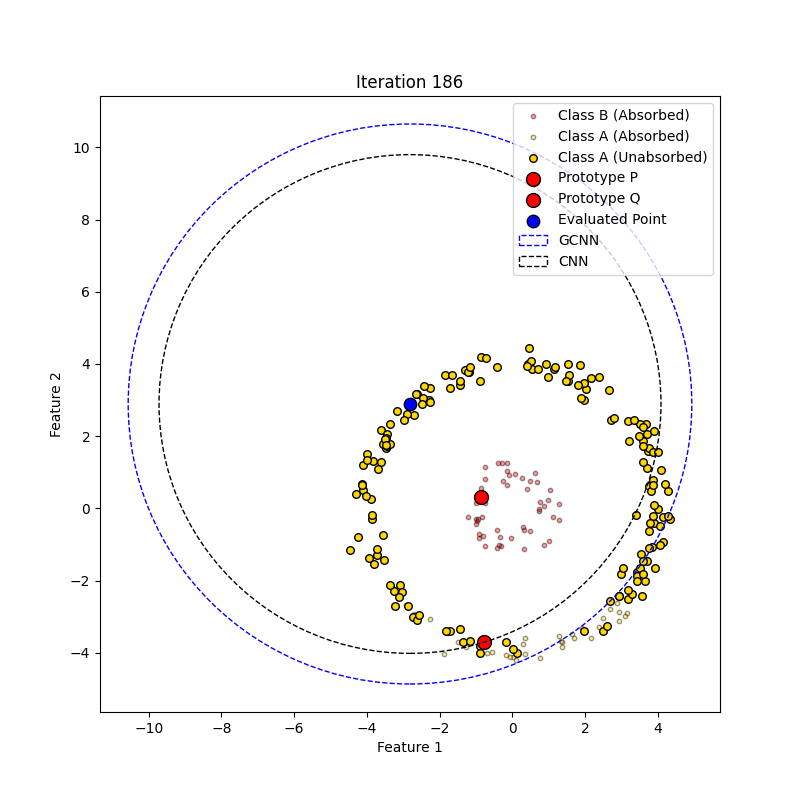 Iteration 186
Class B (Absorbed)
Class A (Absorbed)
Class A (Unabsorbed)
Prototype P
Prototype Q
Evaluated Point
GCNN
CNN
10
8
6
4
2
0
−2
−4
Feature 2
−10 −8 −6 −4 −2 0 2 4
Feature 1